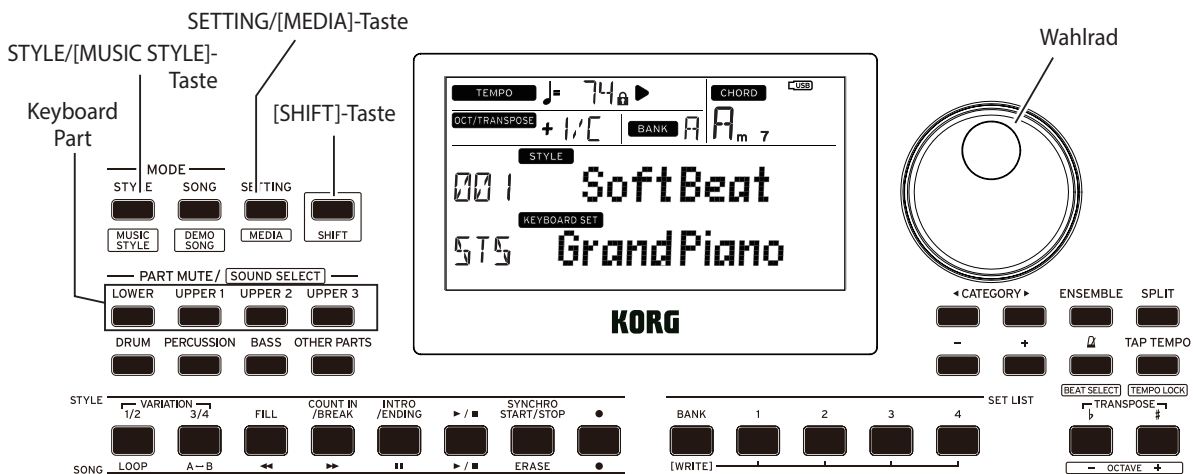 SETTING/[MEDIA]-Taste
STYLE/[MUSIC STYLE]-
Taste
Keyboard
Part
[SHIFT]-Taste
Wahlrad
TEMPO ♩= 74 ▶ CHORD USB
OCT/TRANSPOSE +1/C BANK A Am 7
STYLE
001 SoftBeat
KEYBOARD SET
STS GrandPiano
KORG
MODE
STYLE SONG SETTING
MUSIC STYLE DEMO SONG MEDIA SHIFT
PART MUTE/ SOUND SELECT
LOWER UPPER 1 UPPER 2 UPPER 3
DRUM PERCUSSION BASS OTHER PARTS
◄ CATEGORY ► ENSEMBLE SPLIT
− + TAP TEMPO
BEAT SELECT TEMPO LOCK
STYLE VARIATION
1/2 3/4 FILL COUNT IN /BREAK INTRO /ENDING ►/■ SYNCHRO START/STOP ●
SONG LOOP A↔B ◄◄ ►► II ►/■ ERASE ●
BANK 1 2 3 4 SET LIST
[WRITE]
TRANSPOSE
♭ ♯
− OCTAVE +